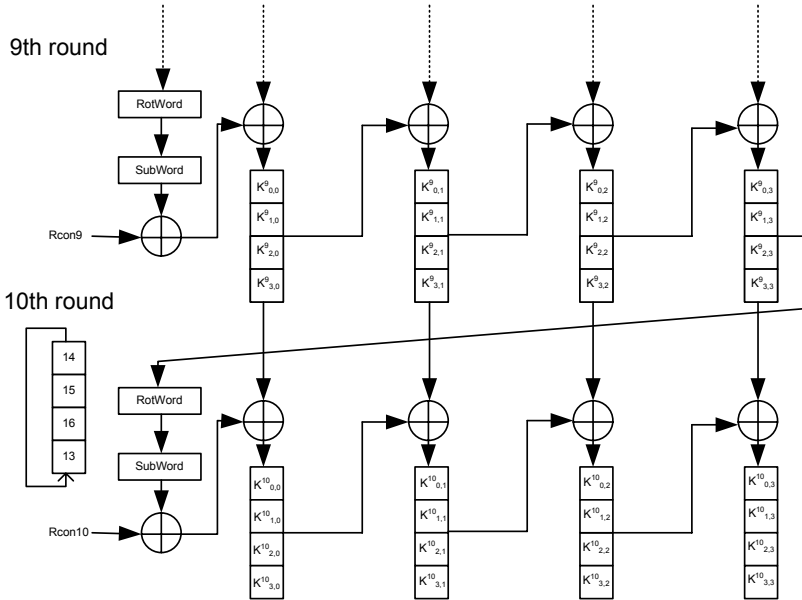 9th round
RotWord
SubWord
Rcon9
K⁹0,0
K⁹1,0
K⁹2,0
K⁹3,0
K⁹0,1
K⁹1,1
K⁹2,1
K⁹3,1
K⁹0,2
K⁹1,2
K⁹2,2
K⁹3,2
K⁹0,3
K⁹1,3
K⁹2,3
K⁹3,3
10th round
14
15
16
13
RotWord
SubWord
Rcon10
K¹⁰0,0
K¹⁰1,0
K¹⁰2,0
K¹⁰3,0
K¹⁰0,1
K¹⁰1,1
K¹⁰2,1
K¹⁰3,1
K¹⁰0,2
K¹⁰1,2
K¹⁰2,2
K¹⁰3,2
K¹⁰0,3
K¹⁰1,3
K¹⁰2,3
K¹⁰3,3